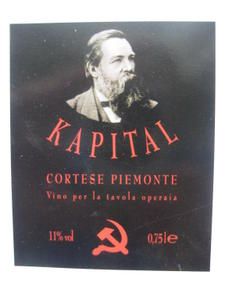 KAPITAL
CORTESE PIEMONTE
Vino per la tavola operaia
11% vol 0,75 l e